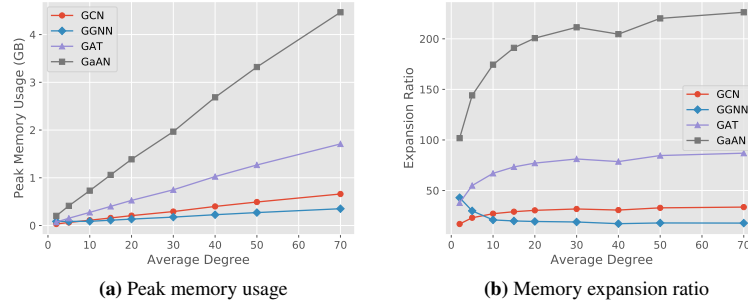 4
3
2
1
0
Peak Memory Usage (GB)
GCN
GGNN
GAT
GaAN
0 10 20 30 40 50 60 70
Average Degree
(a) Peak memory usage
200
150
100
50
Expansion Ratio
GCN
GGNN
GAT
GaAN
0 10 20 30 40 50 60 70
Average Degree
(b) Memory expansion ratio